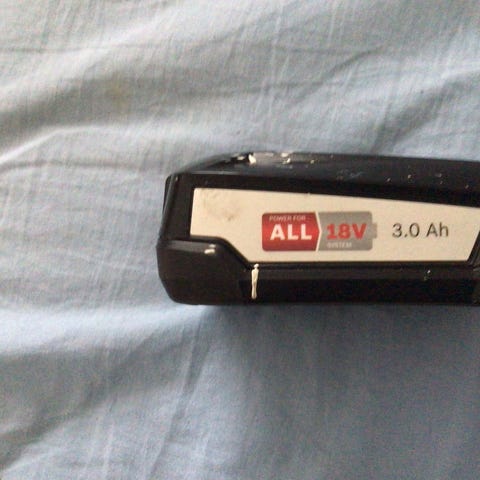 POWER FOR
ALL 18V
SYSTEM
3.0 Ah